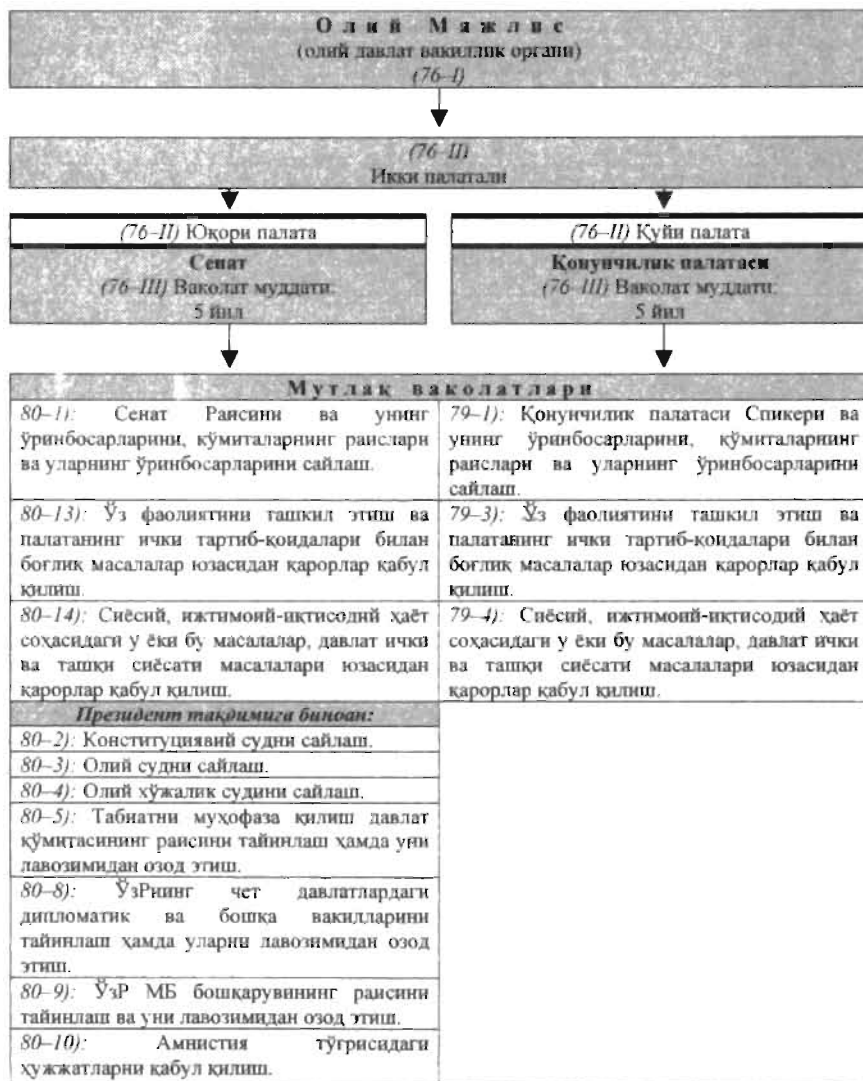 Олий Мажлис
(олий давлат вакиллик органи)
(76–I)
(76–II)
Икки палатали
(76–II) Юқори палата
Сенат
(76–III) Ваколат муддати:
5 йил
(76–II) Қуйи палата
Қонунчилик палатаси
(76–III) Ваколат муддати:
5 йил
Мутлақ ваколатлари
80–1): Сенат Раисини ва унинг
ўринбосарларини, қўмиталарнинг раислари
ва уларнинг ўринбосарларини сайлаш.
79–1): Қонунчилик палатаси Спикери ва
унинг ўринбосарларини, қўмиталарнинг
раислари ва уларнинг ўринбосарларини
сайлаш.
80–13): Ўз фаолиятини ташкил этиш ва
палатанинг ички тартиб-қоидалари билан
боғлиқ масалалар юзасидан қарорлар қабул
қилиш.
79–3): Ўз фаолиятини ташкил этиш ва
палатанинг ички тартиб-қоидалари билан
боғлиқ масалалар юзасидан қарорлар қабул
қилиш.
80–14): Сиёсий, ижтимоий-иқтисодий ҳаёт
соҳасидаги у ёки бу масалалар, давлат ички
ва ташқи сиёсати масалалари юзасидан
қарорлар қабул қилиш.
79–4): Сиёсий, ижтимоий-иқтисодий ҳаёт
соҳасидаги у ёки бу масалалар, давлат ички
ва ташқи сиёсати масалалари юзасидан
қарорлар қабул қилиш.
Президент тақдимига биноан:
80–2): Конституциявий судни сайлаш.
80–3): Олий судни сайлаш.
80–4): Олий хўжалик судини сайлаш.
80–5): Табиатни муҳофаза қилиш давлат
қўмитасининг раисини тайинлаш ҳамда уни
лавозимидан озод этиш.
80–8): ЎзРнинг чет давлатлардаги
дипломатик ва бошқа вакилларини
тайинлаш ҳамда уларни лавозимидан озод
этиш.
80–9): ЎзР МБ бошқарувининг раисини
тайинлаш ва уни лавозимидан озод этиш.
80–10): Амнистия тўғрисидаги
ҳужжатларни қабул қилиш.